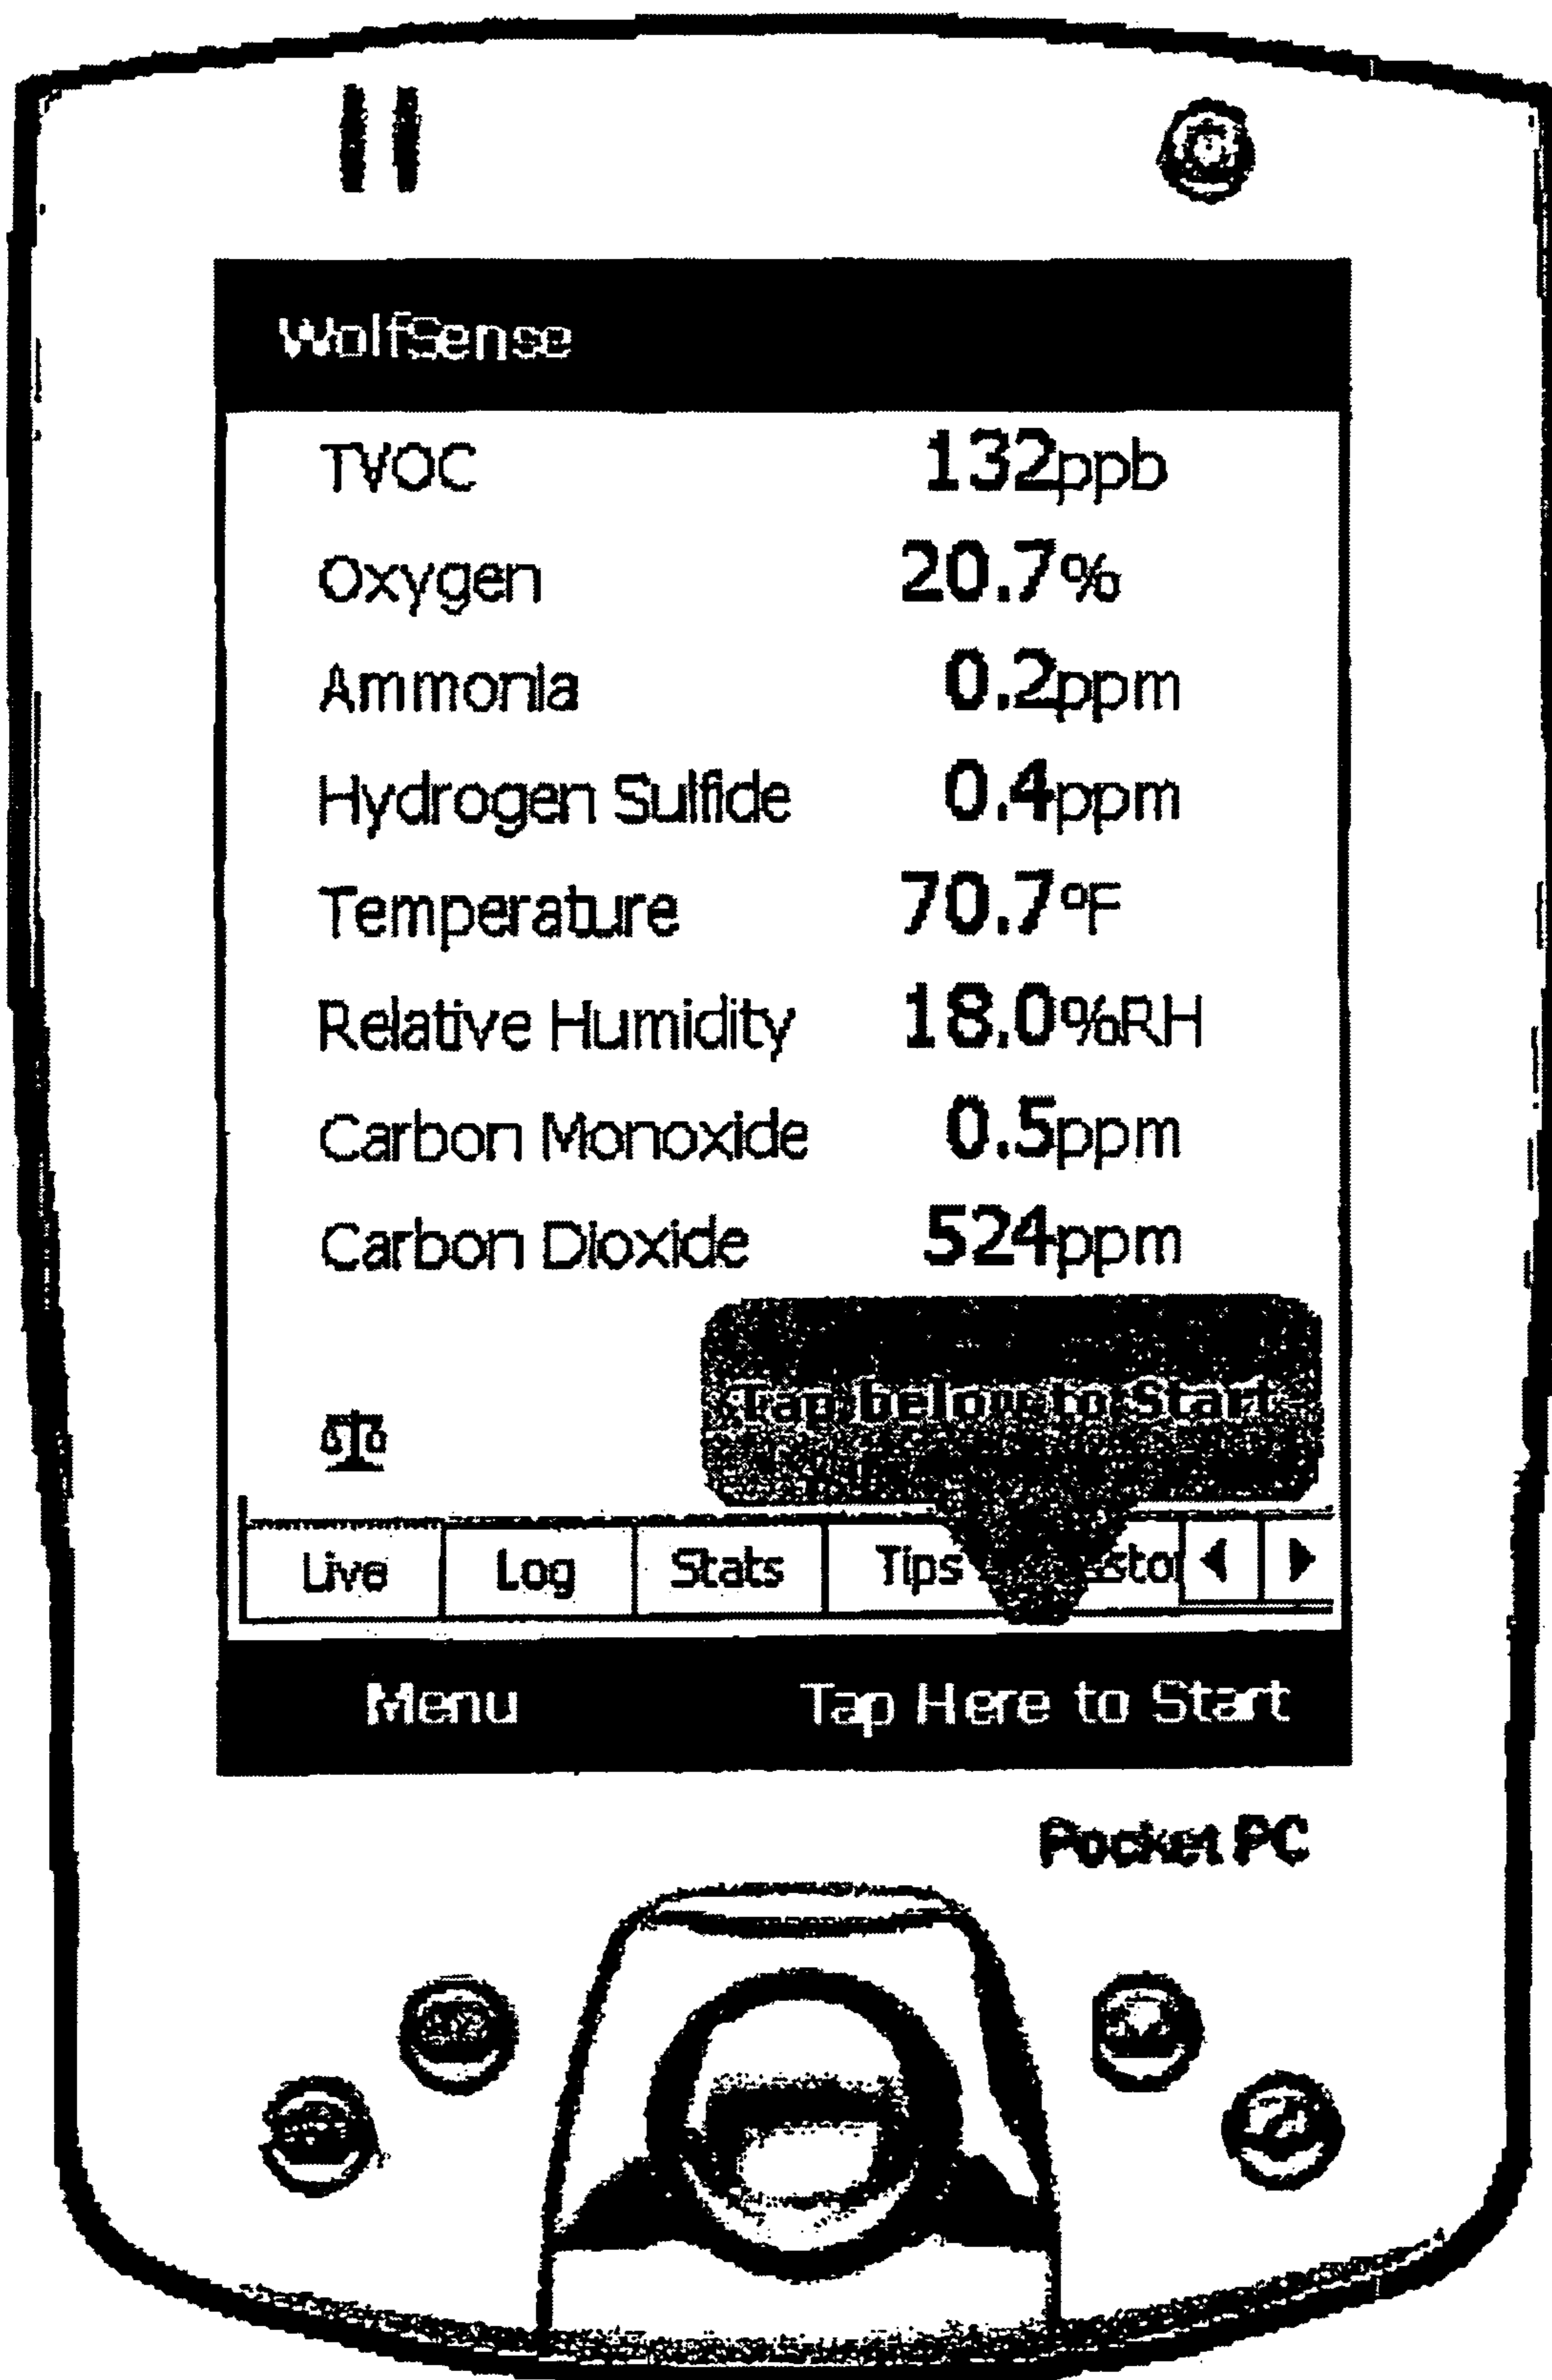 WolfSense
TVOC 132ppb
Oxygen 20.7%
Ammonia 0.2ppm
Hydrogen Sulfide 0.4ppm
Temperature 70.7°F
Relative Humidity 18.0%RH
Carbon Monoxide 0.5ppm
Carbon Dioxide 524ppm
Tap below to Start
Live Log Stats Tips
Menu Tap Here to Start
Pocket PC